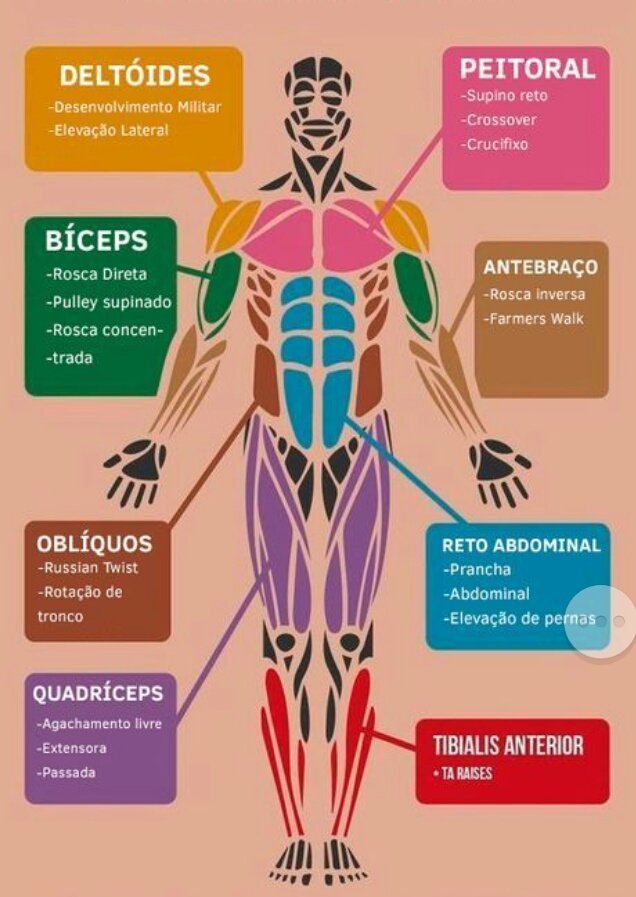 DELTÓIDES
-Desenvolvimento Militar
-Elevação Lateral
PEITORAL
-Supino reto
-Crossover
-Crucifixo
BÍCEPS
-Rosca Direta
-Pulley supinado
-Rosca concen-
-trada
ANTEBRAÇO
-Rosca inversa
-Farmers Walk
OBLÍQUOS
-Russian Twist
-Rotação de
tronco
RETO ABDOMINAL
-Prancha
-Abdominal
-Elevação de pernas
QUADRÍCEPS
-Agachamento livre
-Extensora
-Passada
TIBIALIS ANTERIOR
• TA RAISES